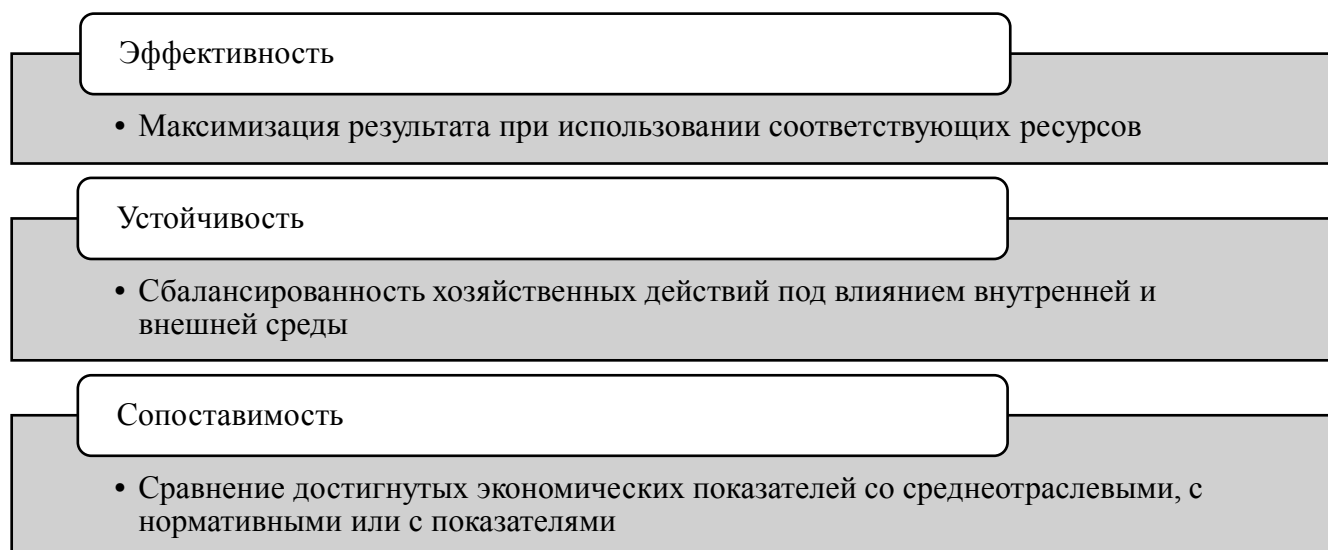 Эффективность
• Максимизация результата при использовании соответствующих ресурсов
Устойчивость
• Сбалансированность хозяйственных действий под влиянием внутренней и
внешней среды
Сопоставимость
• Сравнение достигнутых экономических показателей со среднеотраслевыми, с
нормативными или с показателями